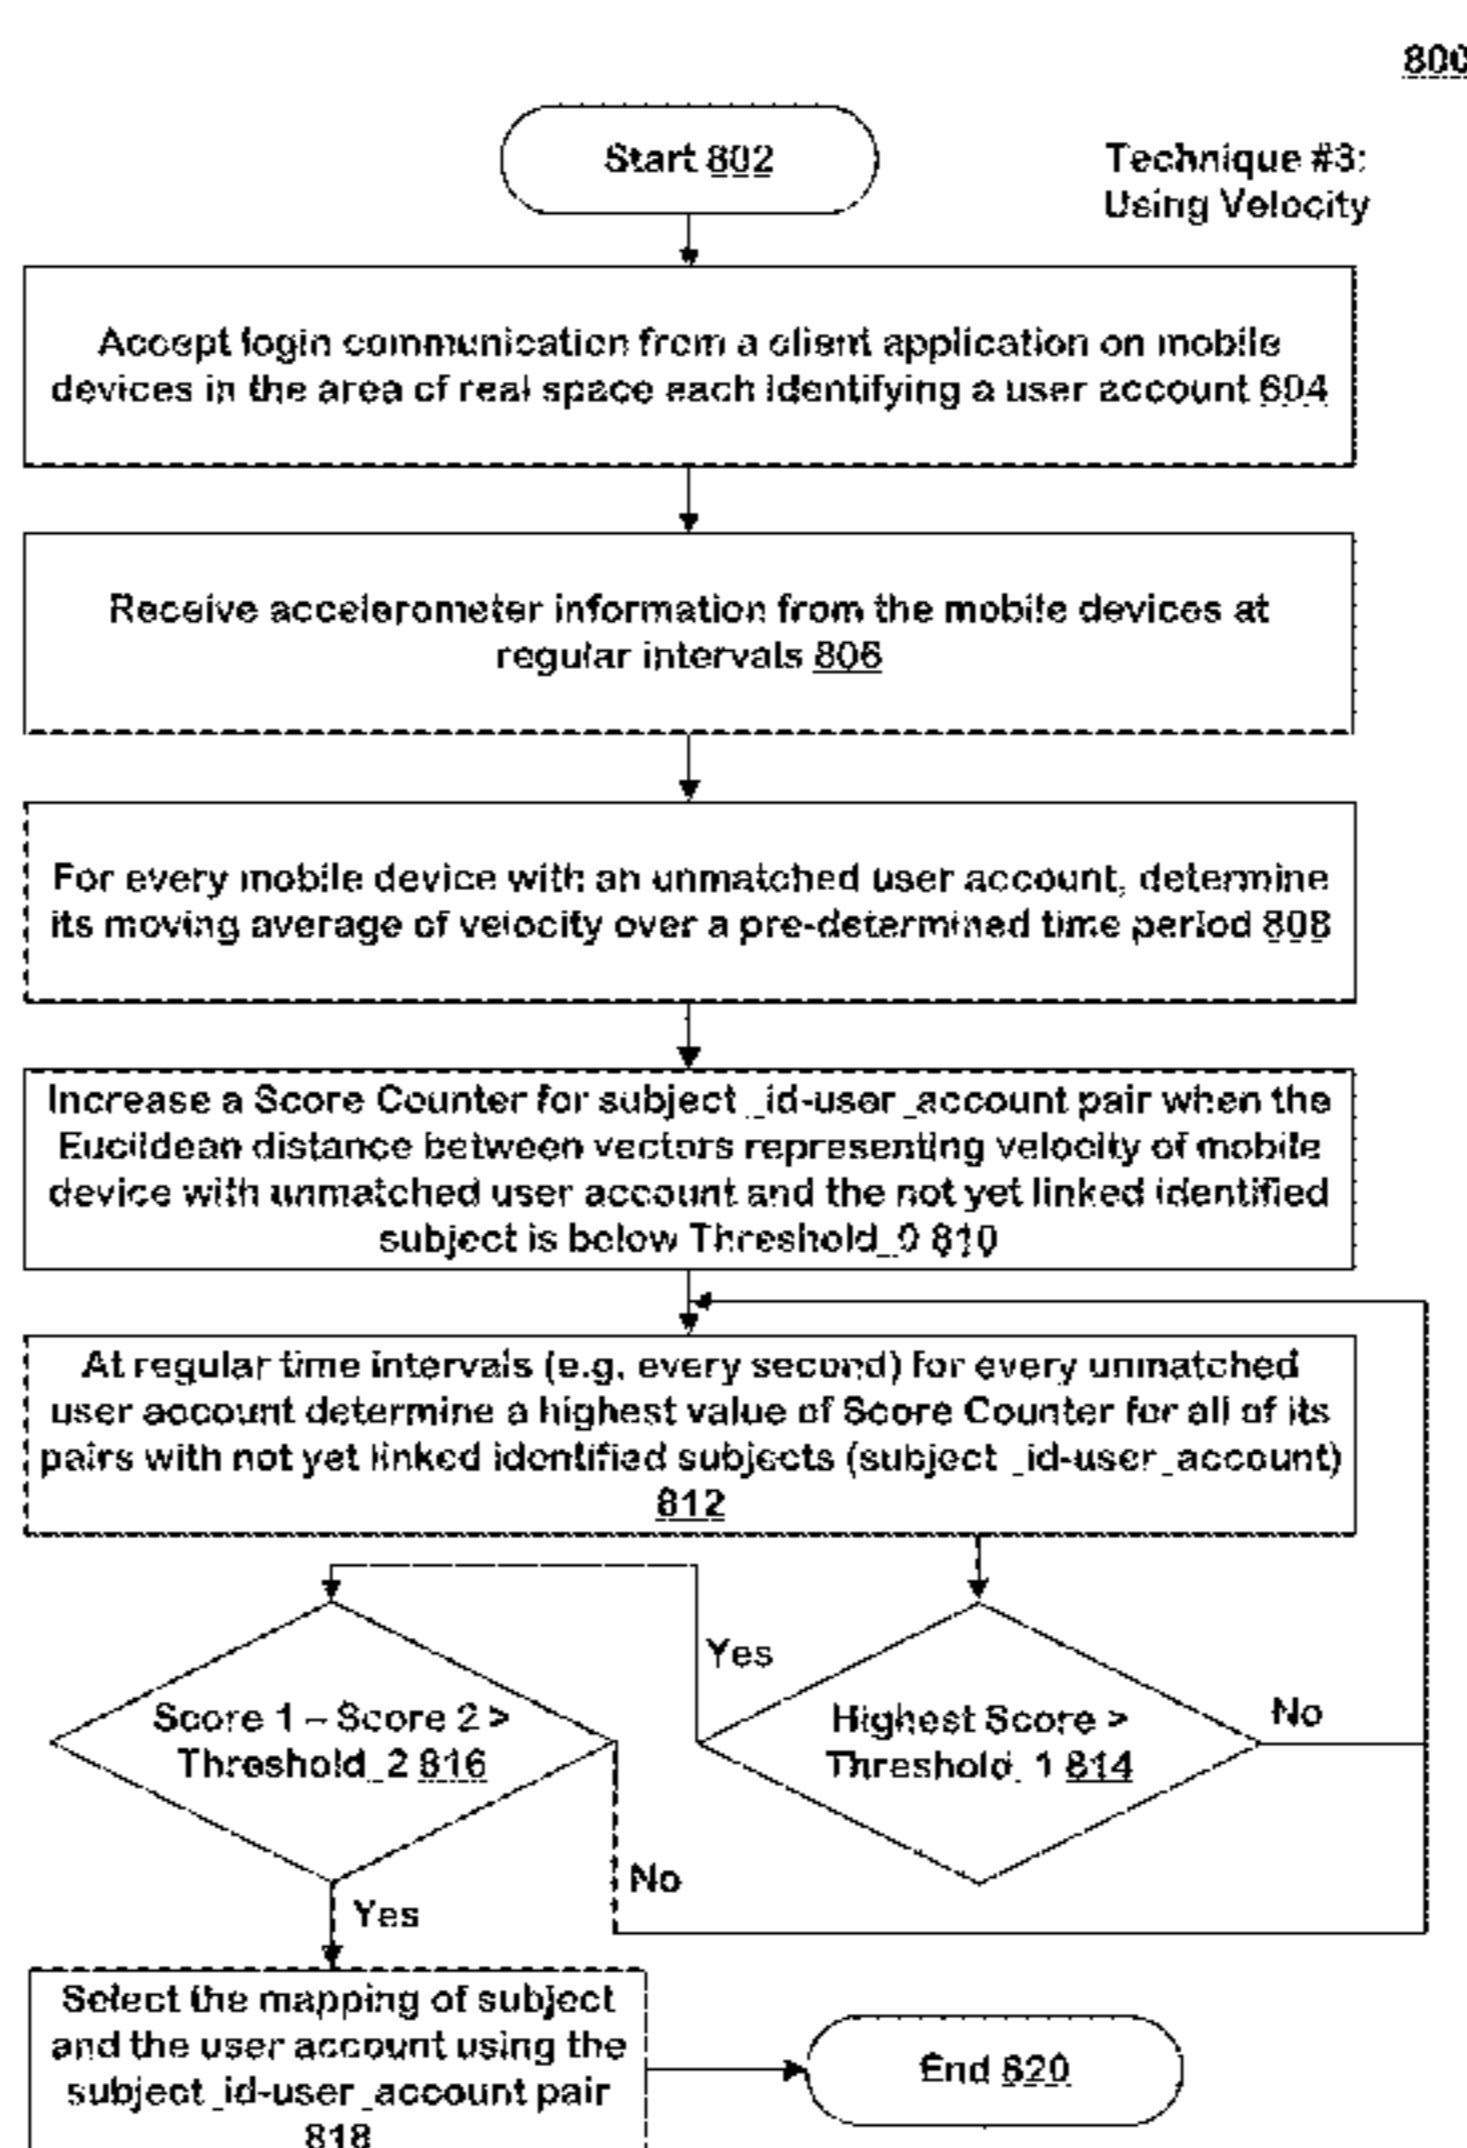 800
Start 802
Technique #3:
Using Velocity
Accept login communication from a client application on mobile
devices in the area of real space each identifying a user account 604
Receive accelerometer information from the mobile devices at
regular intervals 806
For every mobile device with an unmatched user account, determine
its moving average of velocity over a pre-determined time period 808
Increase a Score Counter for subject_id-user_account pair when the
Euclidean distance between vectors representing velocity of mobile
device with unmatched user account and the not yet linked identified
subject is below Threshold_0 810
At regular time intervals (e.g. every second) for every unmatched
user account determine a highest value of Score Counter for all of its
pairs with not yet linked identified subjects (subject_id-user_account)
812
Yes
Score 1 – Score 2 >
Threshold_2 816
Highest Score >
Threshold_1 814
No
No
Yes
Select the mapping of subject
and the user account using the
subject_id-user_account pair
818
End 820